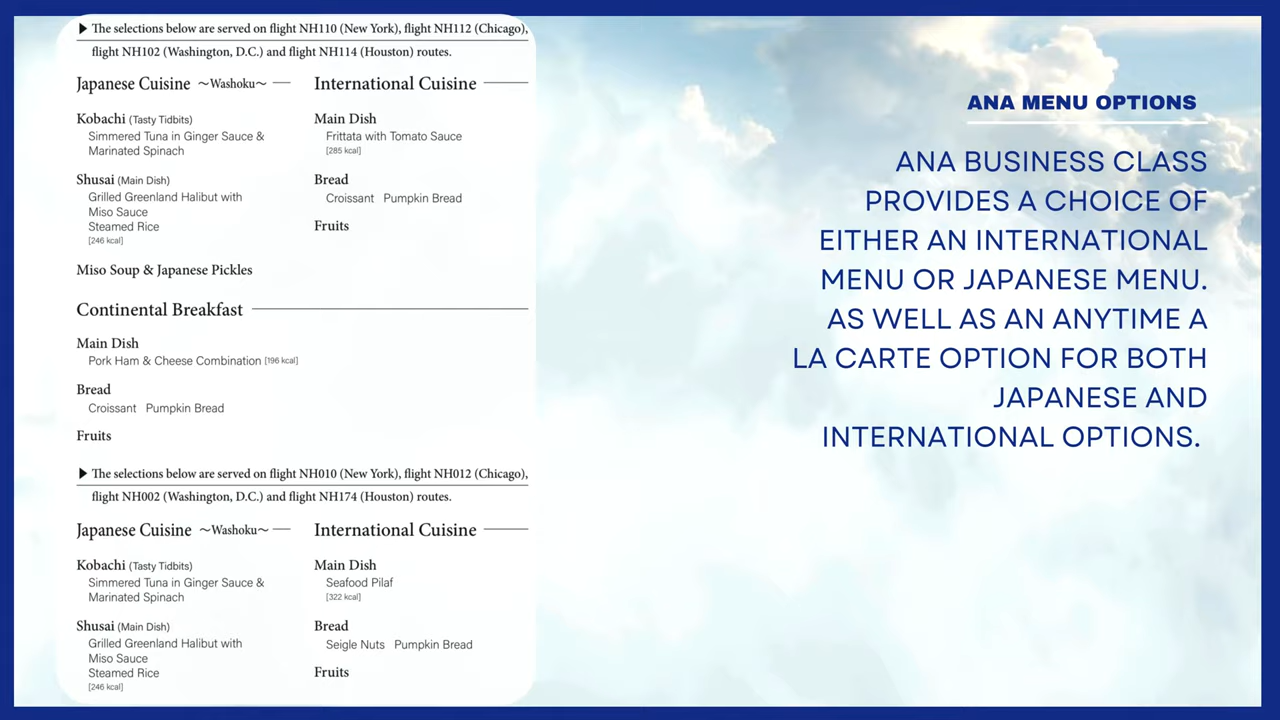 ▶ The selections below are served on flight NH110 (New York), flight NH112 (Chicago),
flight NH102 (Washington, D.C.) and flight NH114 (Houston) routes.
Japanese Cuisine ～Washoku～
Kobachi (Tasty Tidbits)
Simmered Tuna in Ginger Sauce &
Marinated Spinach
Shusai (Main Dish)
Grilled Greenland Halibut with
Miso Sauce
Steamed Rice
[246 kcal]
Miso Soup & Japanese Pickles
International Cuisine
Main Dish
Frittata with Tomato Sauce
[285 kcal]
Bread
Croissant Pumpkin Bread
Fruits
Continental Breakfast
Main Dish
Pork Ham & Cheese Combination [196 kcal]
Bread
Croissant Pumpkin Bread
Fruits
▶ The selections below are served on flight NH010 (New York), flight NH012 (Chicago),
flight NH002 (Washington, D.C.) and flight NH174 (Houston) routes.
Japanese Cuisine ～Washoku～
Kobachi (Tasty Tidbits)
Simmered Tuna in Ginger Sauce &
Marinated Spinach
Shusai (Main Dish)
Grilled Greenland Halibut with
Miso Sauce
Steamed Rice
[246 kcal]
International Cuisine
Main Dish
Seafood Pilaf
[322 kcal]
Bread
Seigle Nuts Pumpkin Bread
Fruits
ANA MENU OPTIONS
ANA BUSINESS CLASS
PROVIDES A CHOICE OF
EITHER AN INTERNATIONAL
MENU OR JAPANESE MENU.
AS WELL AS AN ANYTIME A
LA CARTE OPTION FOR BOTH
JAPANESE AND
INTERNATIONAL OPTIONS.